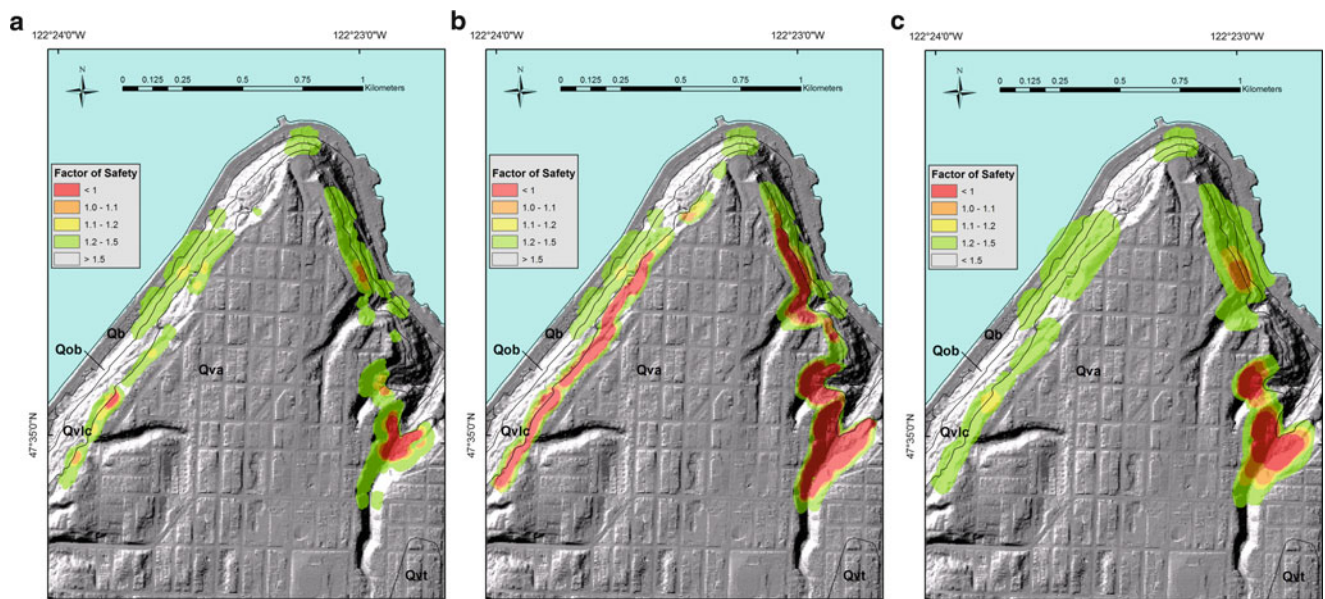 a
122°24'0"W
122°23'0"W
N
0 0.125 0.25 0.5 0.75 1
Kilometers
Factor of Safety
< 1
1.0 - 1.1
1.1 - 1.2
1.2 - 1.5
> 1.5
Qb
Qob
Qva
Qvlc
47°35'0"N
Qvt
b
122°24'0"W
122°23'0"W
N
0 0.125 0.25 0.5 0.75 1
Kilometers
Factor of Safety
< 1
1.0 - 1.1
1.1 - 1.2
1.2 - 1.5
> 1.5
Qb
Qob
Qva
Qvlc
47°35'0"N
Qvt
c
122°24'0"W
122°23'0"W
N
0 0.125 0.25 0.5 0.75 1
Kilometers
Factor of Safety
< 1
1.0 - 1.1
1.1 - 1.2
1.2 - 1.5
< 1.5
Qb
Qob
Qva
Qvlc
47°35'0"N
Qvt